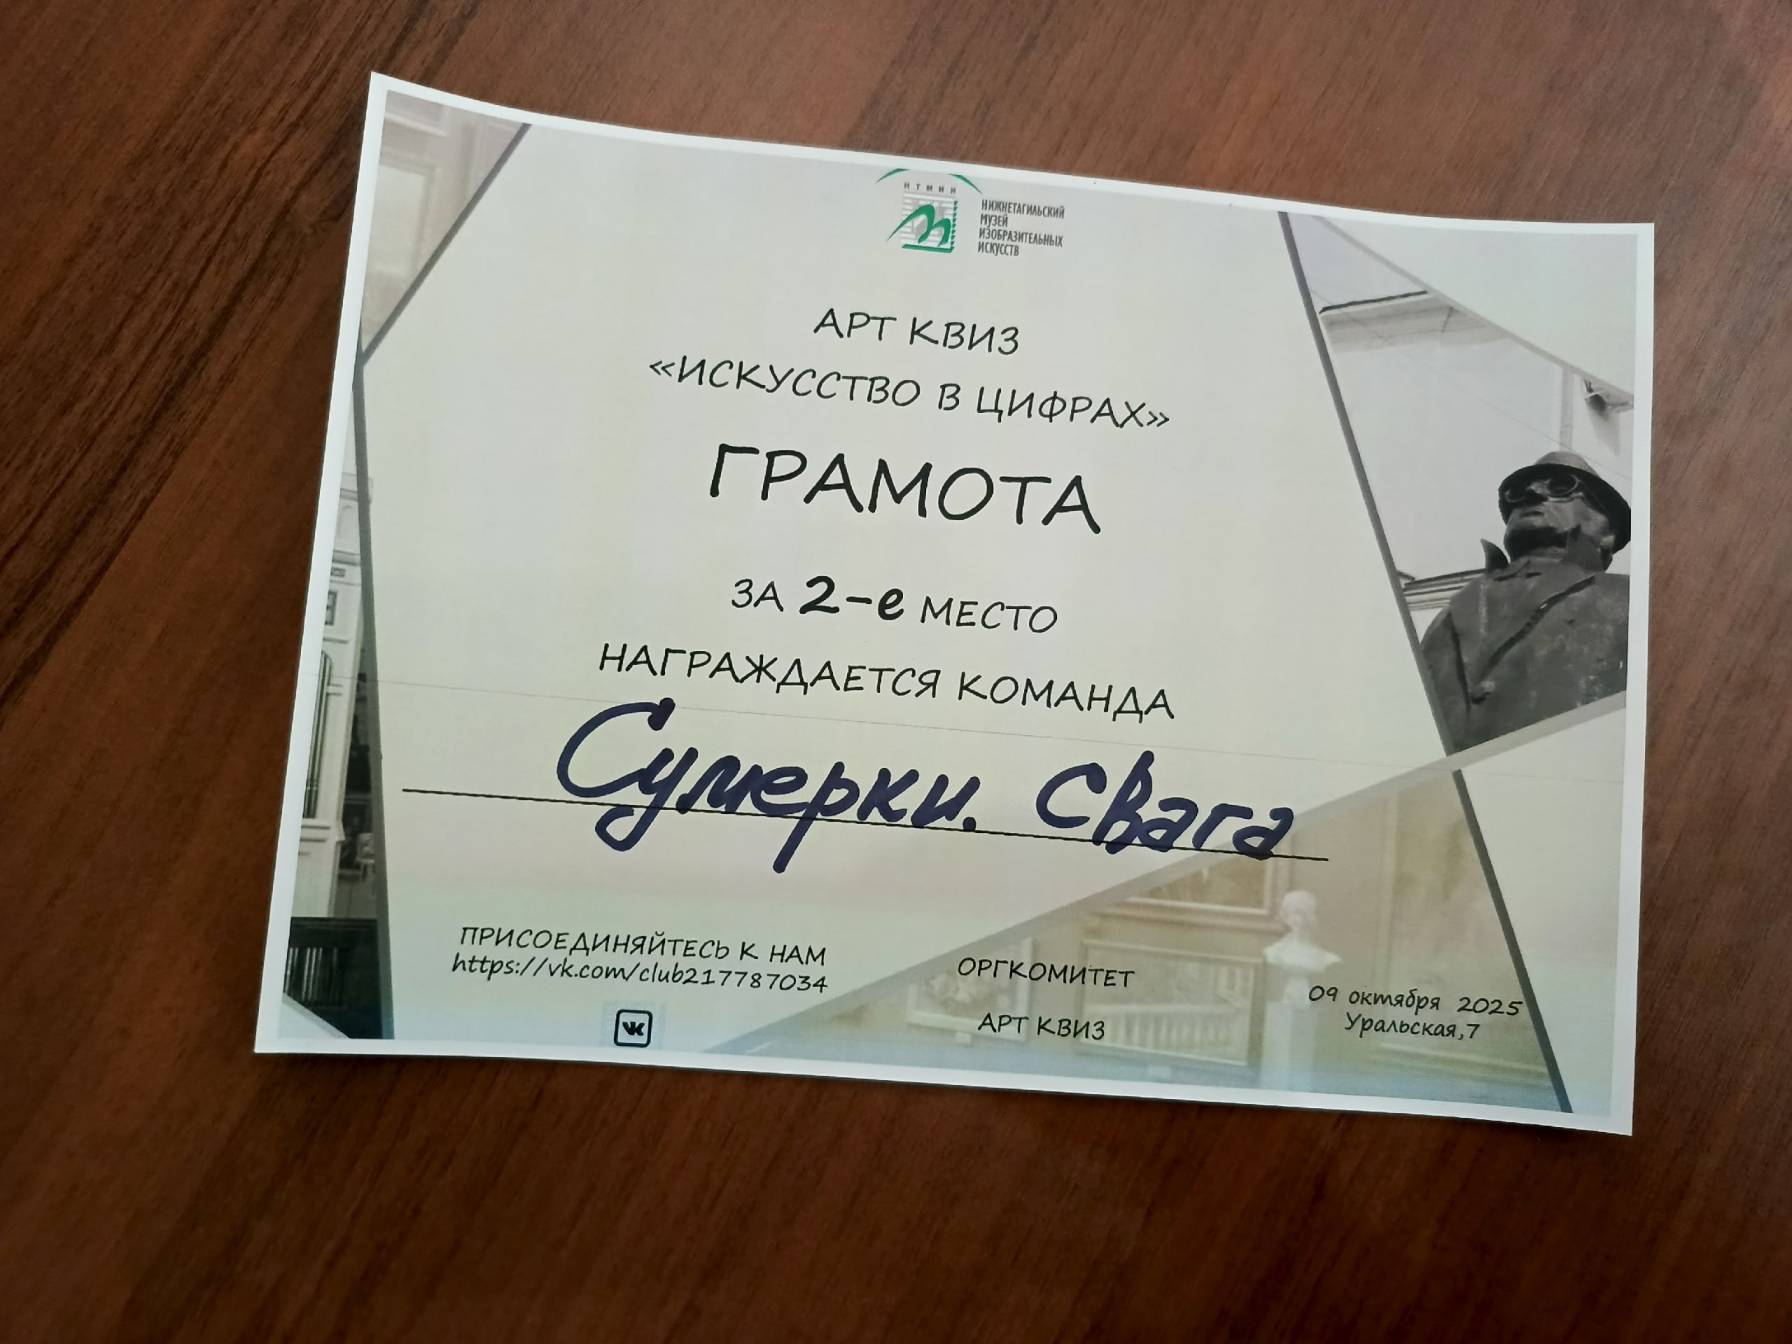 НТМИИ
НИЖНЕТАГИЛЬСКИЙ
МУЗЕЙ
ИЗОБРАЗИТЕЛЬНЫХ
ИСКУССТВ
АРТ КВИЗ
«ИСКУССТВО В ЦИФРАХ»
ГРАМОТА
ЗА 2-е МЕСТО
НАГРАЖДАЕТСЯ КОМАНДА
Сумерки. Свага
ПРИСОЕДИНЯЙТЕСЬ К НАМ
https://vk.com/club217787034
ОРГКОМИТЕТ
АРТ КВИЗ
09 октября 2025
Уральская,7